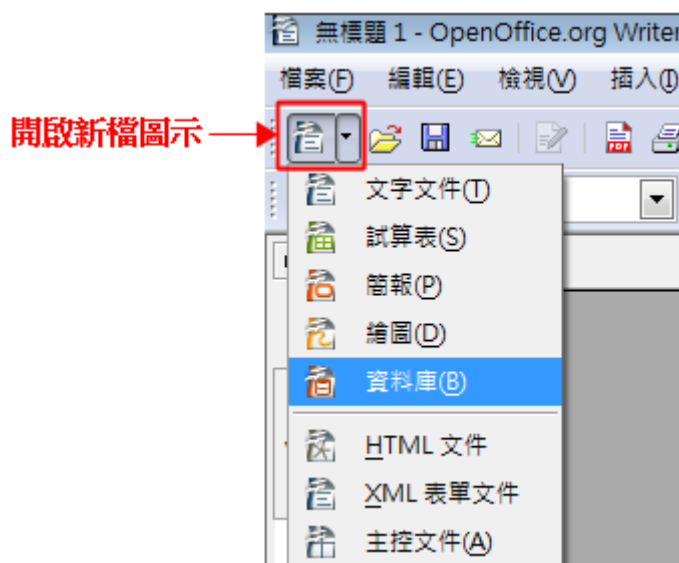 無標題 1 - OpenOffice.org Writer
檔案(F) 編輯(E) 檢視(V) 插入(I)
開啟新檔圖示
PDF
文字文件(T)
試算表(S)
簡報(P)
繪圖(D)
資料庫(B)
HTML 文件
XML 表單文件
主控文件(A)